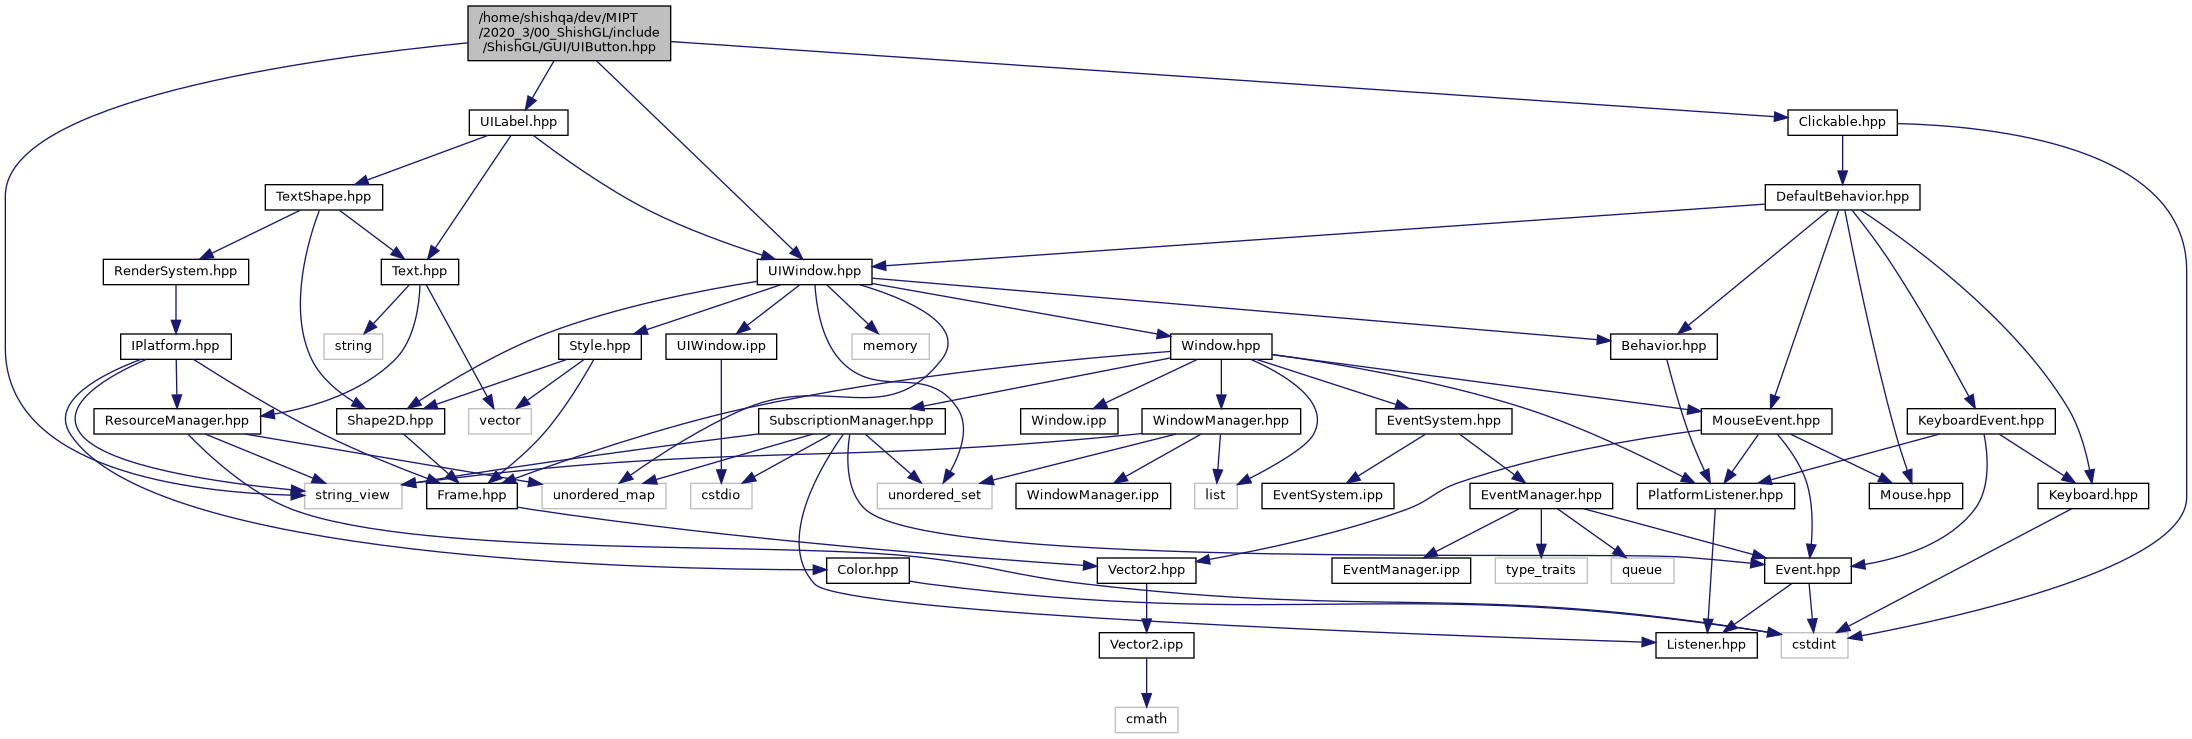 /home/shishqa/dev/MIPT
/2020_3/00_ShishGL/include
/ShishGL/GUI/UIButton.hpp
UILabel.hpp
Clickable.hpp
TextShape.hpp
DefaultBehavior.hpp
RenderSystem.hpp
Text.hpp
UIWindow.hpp
IPlatform.hpp
string
Style.hpp
UIWindow.ipp
memory
Window.hpp
Behavior.hpp
ResourceManager.hpp
Shape2D.hpp
vector
SubscriptionManager.hpp
Window.ipp
WindowManager.hpp
EventSystem.hpp
MouseEvent.hpp
KeyboardEvent.hpp
string_view
Frame.hpp
unordered_map
cstdio
unordered_set
WindowManager.ipp
list
EventSystem.ipp
EventManager.hpp
PlatformListener.hpp
Mouse.hpp
Keyboard.hpp
Color.hpp
Vector2.hpp
EventManager.ipp
type_traits
queue
Event.hpp
Vector2.ipp
Listener.hpp
cstdint
cmath